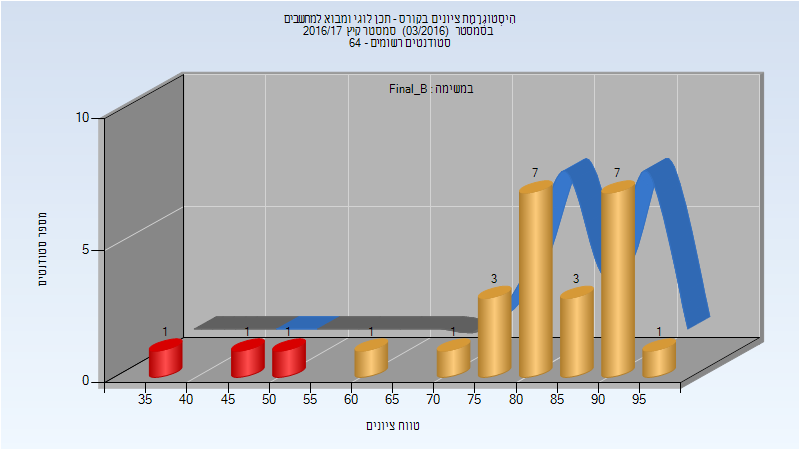 היסטוגרמת ציונים בקורס - תכן לוגי ומבוא למחשבים
בסמסטר (03/2016) סמסטר קיץ 2016/17
סטודנטים רשומים - 64
במשימה : Final_B
מספר סטודנטים
10
5
0
1 1 1 1 1 3 7 3 7 1
35 40 45 50 55 60 65 70 75 80 85 90 95
טווח ציונים